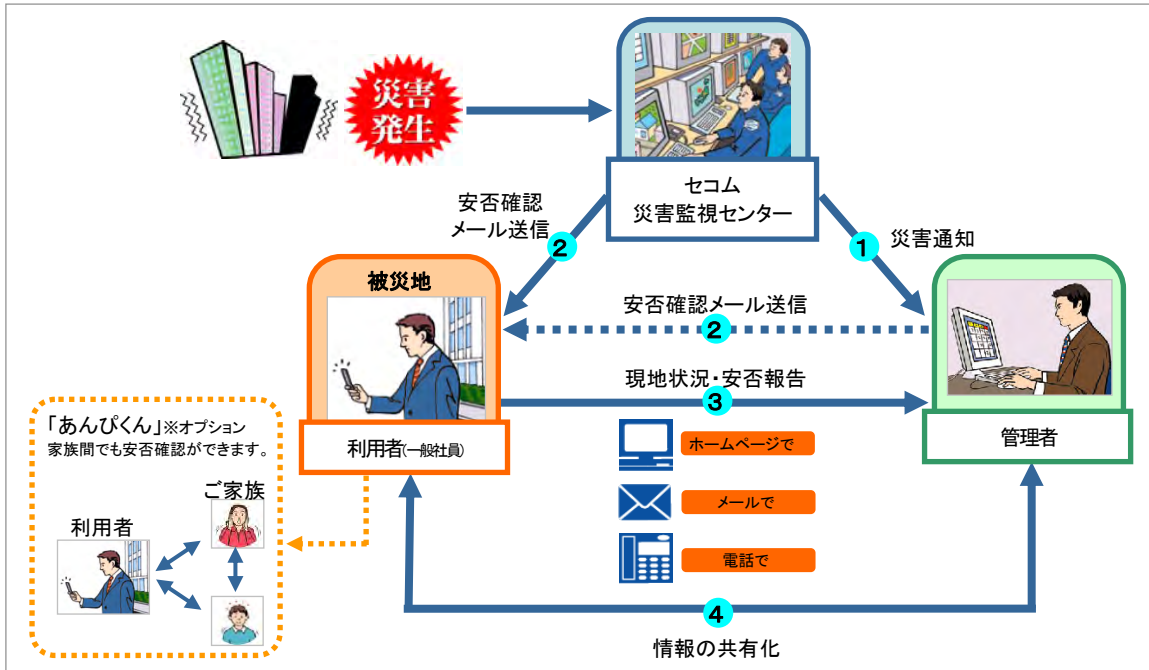 災害
発生
セコム
災害監視センター
安否確認
メール送信
2
1
災害通知
被災地
安否確認メール送信
2
現地状況・安否報告
3
利用者(一般社員)
管理者
ホームページで
メールで
電話で
「あんぴくん」※オプション
家族間でも安否確認ができます。
ご家族
利用者
4
情報の共有化